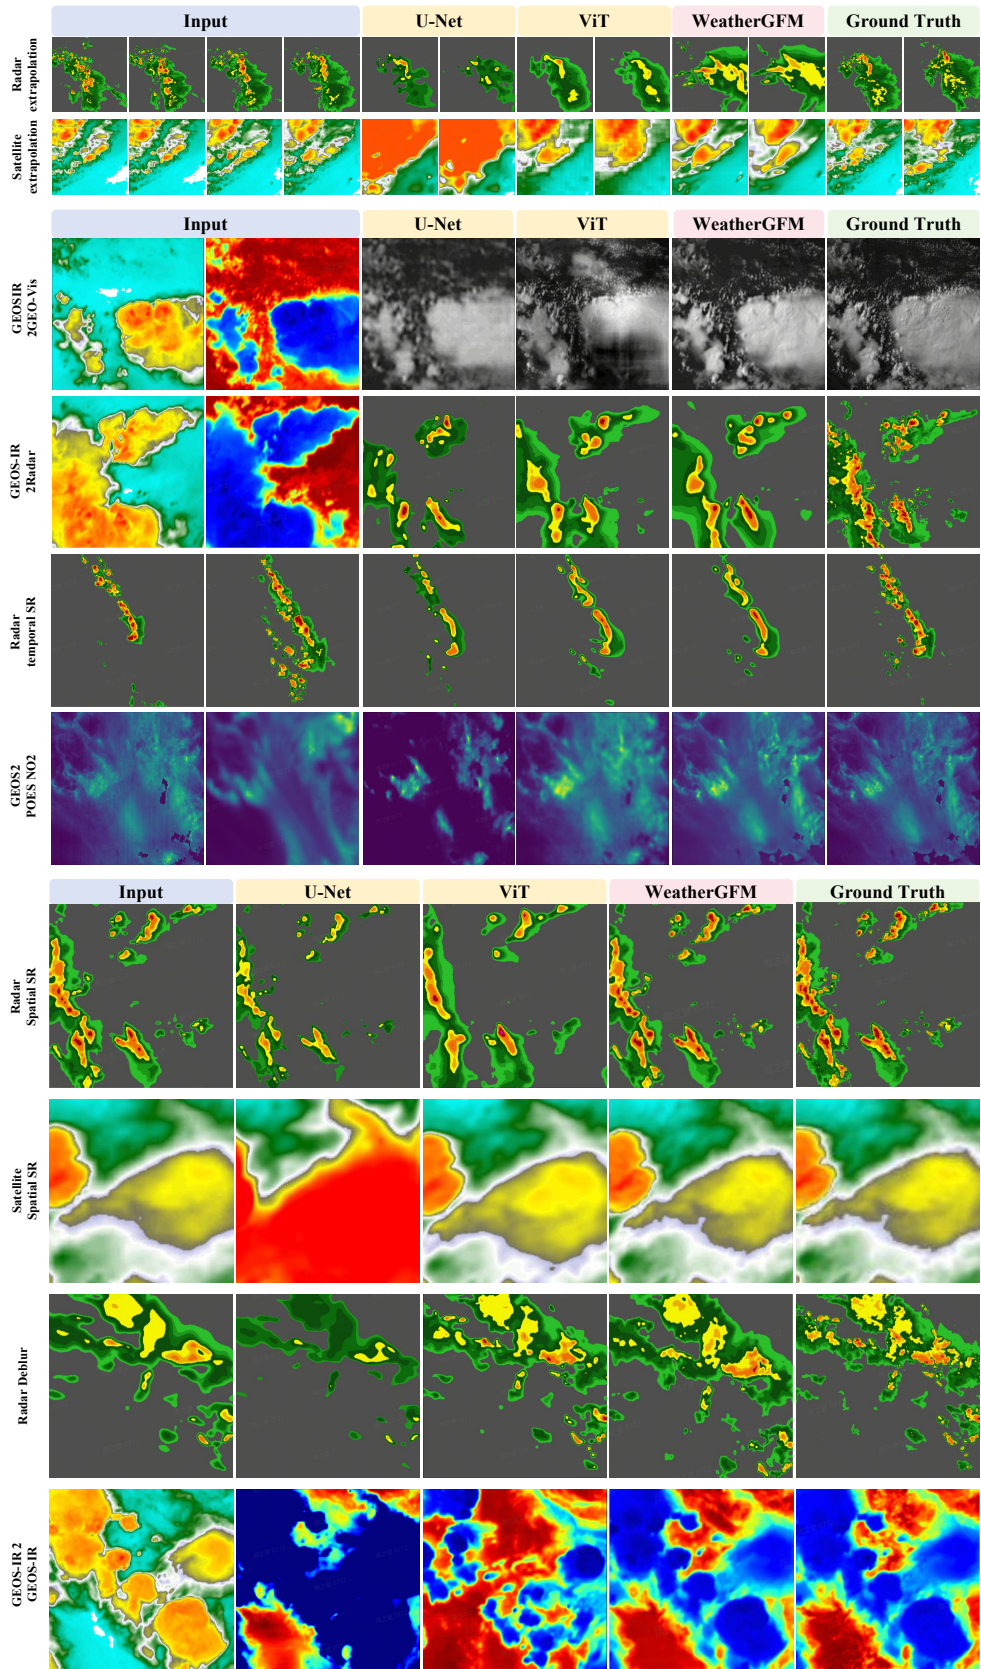 Input U-Net ViT WeatherGFM Ground Truth
Radar
extrapolation
Satellite
extrapolation
Input U-Net ViT WeatherGFM Ground Truth
GEOSIR
2GEO-Vis
GEOS-IR
2Radar
Radar
temporal SR
GEOS2
POES NO2
Input U-Net ViT WeatherGFM Ground Truth
Radar
Spatial SR
Satellite
Spatial SR
Radar Deblur
GEOS-IR 2
GEOS-IR